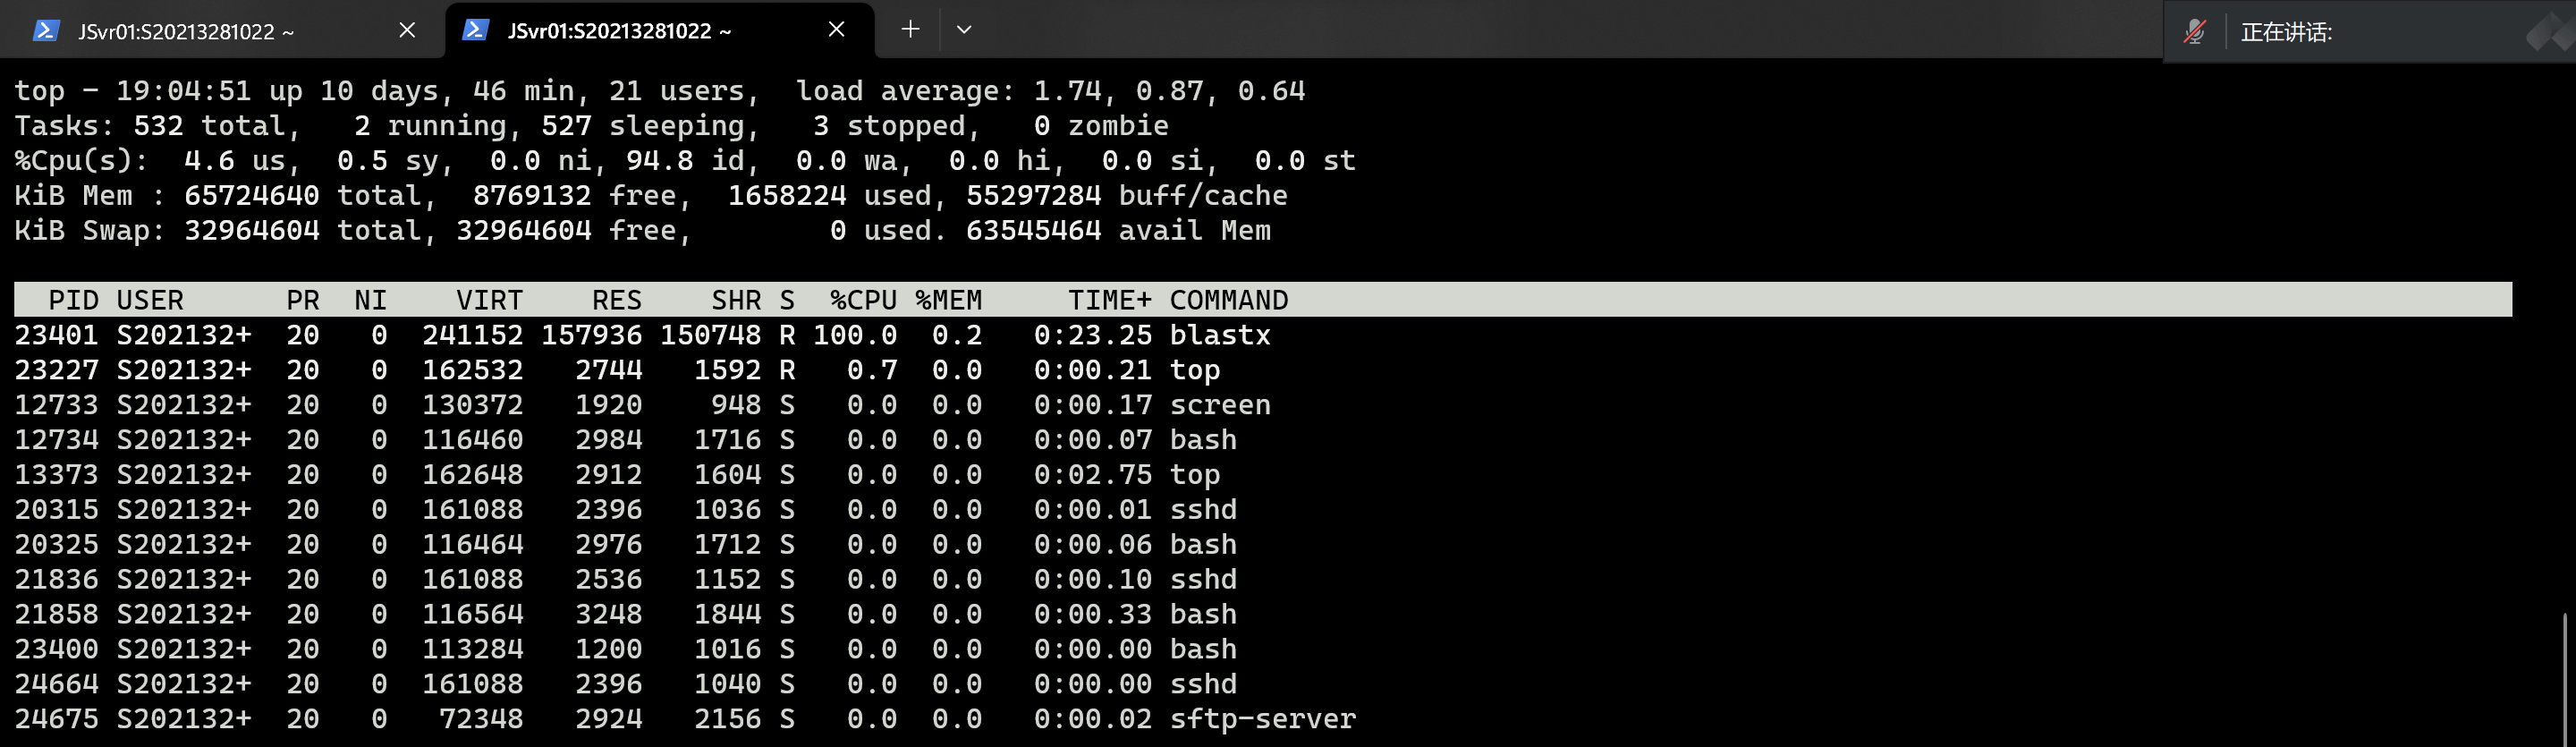 JSvr01:S20213281022 ~
JSvr01:S20213281022 ~
正在讲话:
top - 19:04:51 up 10 days, 46 min, 21 users,  load average: 1.74, 0.87, 0.64
Tasks: 532 total,   2 running, 527 sleeping,   3 stopped,   0 zombie
%Cpu(s):  4.6 us,  0.5 sy,  0.0 ni, 94.8 id,  0.0 wa,  0.0 hi,  0.0 si,  0.0 st
KiB Mem : 65724640 total,  8769132 free,  1658224 used, 55297284 buff/cache
KiB Swap: 32964604 total, 32964604 free,        0 used. 63545464 avail Mem
  PID USER      PR  NI    VIRT    RES    SHR S  %CPU %MEM     TIME+ COMMAND
23401 S202132+  20   0  241152 157936 150748 R 100.0  0.2   0:23.25 blastx
23227 S202132+  20   0  162532   2744   1592 R   0.7  0.0   0:00.21 top
12733 S202132+  20   0  130372   1920    948 S   0.0  0.0   0:00.17 screen
12734 S202132+  20   0  116460   2984   1716 S   0.0  0.0   0:00.07 bash
13373 S202132+  20   0  162648   2912   1604 S   0.0  0.0   0:02.75 top
20315 S202132+  20   0  161088   2396   1036 S   0.0  0.0   0:00.01 sshd
20325 S202132+  20   0  116464   2976   1712 S   0.0  0.0   0:00.06 bash
21836 S202132+  20   0  161088   2536   1152 S   0.0  0.0   0:00.10 sshd
21858 S202132+  20   0  116564   3248   1844 S   0.0  0.0   0:00.33 bash
23400 S202132+  20   0  113284   1200   1016 S   0.0  0.0   0:00.00 bash
24664 S202132+  20   0  161088   2396   1040 S   0.0  0.0   0:00.00 sshd
24675 S202132+  20   0   72348   2924   2156 S   0.0  0.0   0:00.02 sftp-server